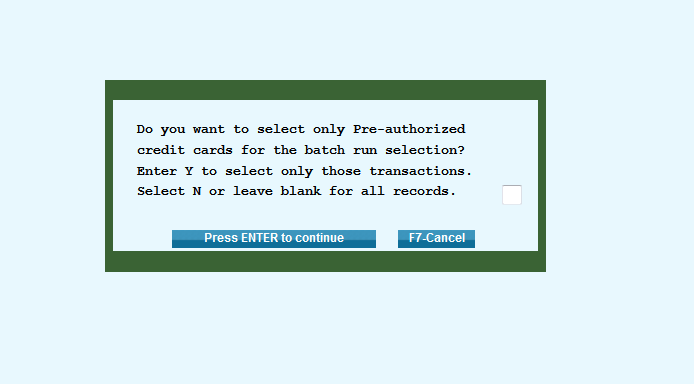 Do you want to select only Pre-authorized
credit cards for the batch run selection?
Enter Y to select only those transactions.
Select N or leave blank for all records.
Press ENTER to continue
F7-Cancel